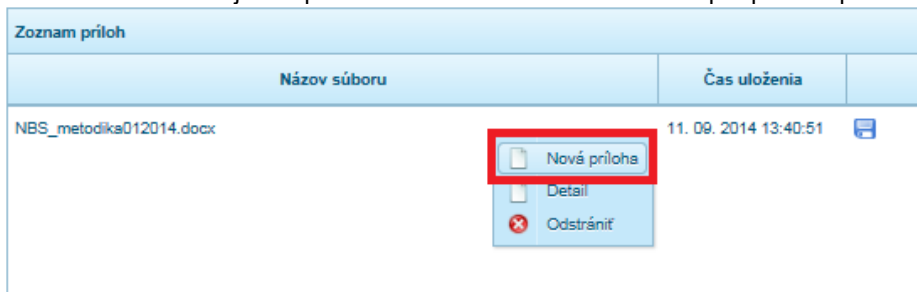 Zoznam príloh
Názov súboru Čas uloženia
NBS_metodika012014.docx 11. 09. 2014 13:40:51
Nová príloha
Detail
Odstrániť